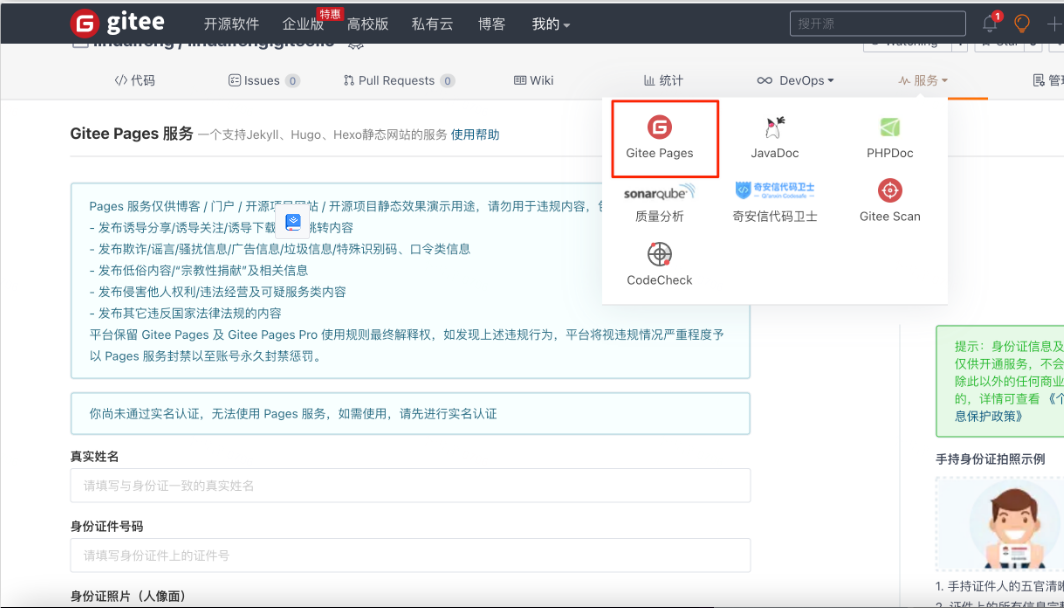 gitee 开源软件 企业版 特惠 高校版 私有云 博客 我的 搜开源 1
代码 Issues 0 Pull Requests 0 Wiki 统计 DevOps 服务
Gitee Pages 服务 一个支持Jekyll、Hugo、Hexo静态网站的服务 使用帮助
Gitee Pages JavaDoc PHPDoc
sonarqube 奇安信代码卫士
质量分析 奇安信代码卫士 Gitee Scan
CodeCheck
Pages 服务仅供博客 / 门户 / 开源项目网站 / 开源项目静态效果演示用途，请勿用于违规内容，
- 发布诱导分享/诱导关注/诱导下载 跳转内容
- 发布欺诈/谣言/骚扰信息/广告信息/垃圾信息/特殊识别码、口令类信息
- 发布低俗内容/“宗教性捐献”及相关信息
- 发布侵害他人权利/违法经营及可疑服务类内容
- 发布其它违反国家法律法规的内容
平台保留 Gitee Pages 及 Gitee Pages Pro 使用规则最终解释权，如发现上述违规行为，平台将视违规情况严重程度予
以 Pages 服务封禁以至账号永久封禁惩罚。
你尚未通过实名认证，无法使用 Pages 服务，如需使用，请先进行实名认证
真实姓名
请填写与身份证一致的真实姓名
身份证件号码
请填写身份证件上的证件号
身份证照片（人像面）
提示：身份证信息及
仅供开通服务，不会
除此以外的任何商业
的，详情可查看《个
息保护政策》
手持身份证拍照示例
1. 手持证件人的五官清晰